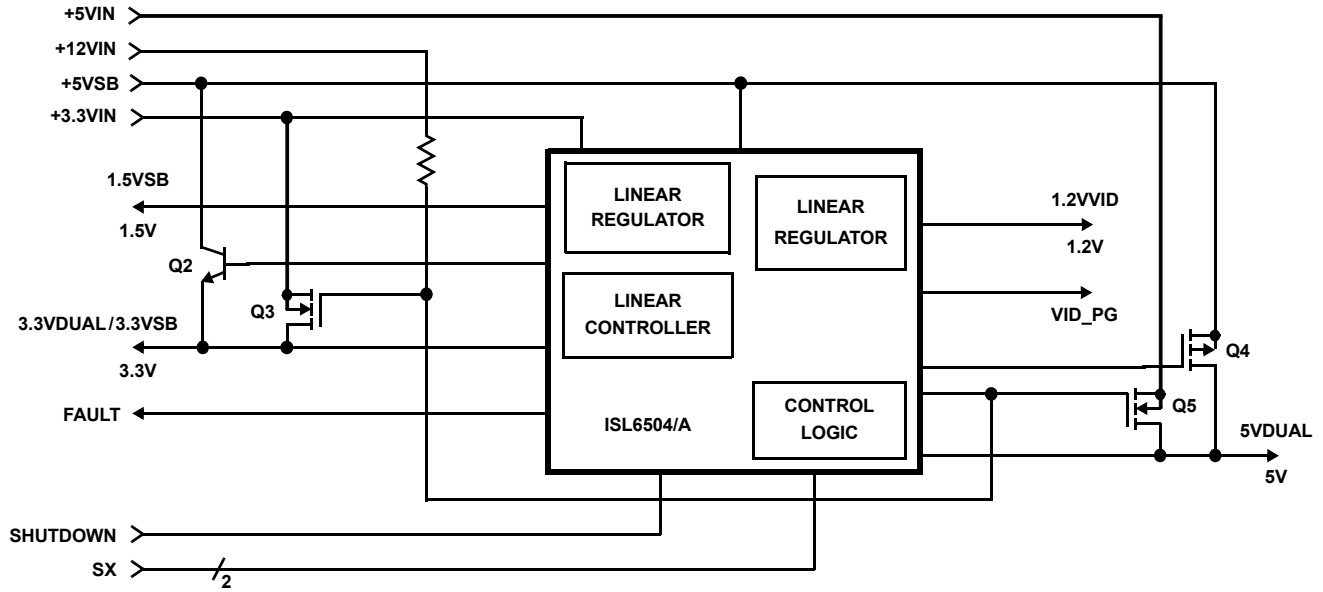 +5VIN
+12VIN
+5VSB
+3.3VIN
1.5VSB
1.5V
LINEAR
REGULATOR
LINEAR
REGULATOR
1.2VVID
1.2V
Q2
Q3
LINEAR
CONTROLLER
VID_PG
3.3VDUAL/3.3VSB
3.3V
Q4
FAULT
ISL6504/A
CONTROL
LOGIC
Q5
5VDUAL
5V
SHUTDOWN
SX
2